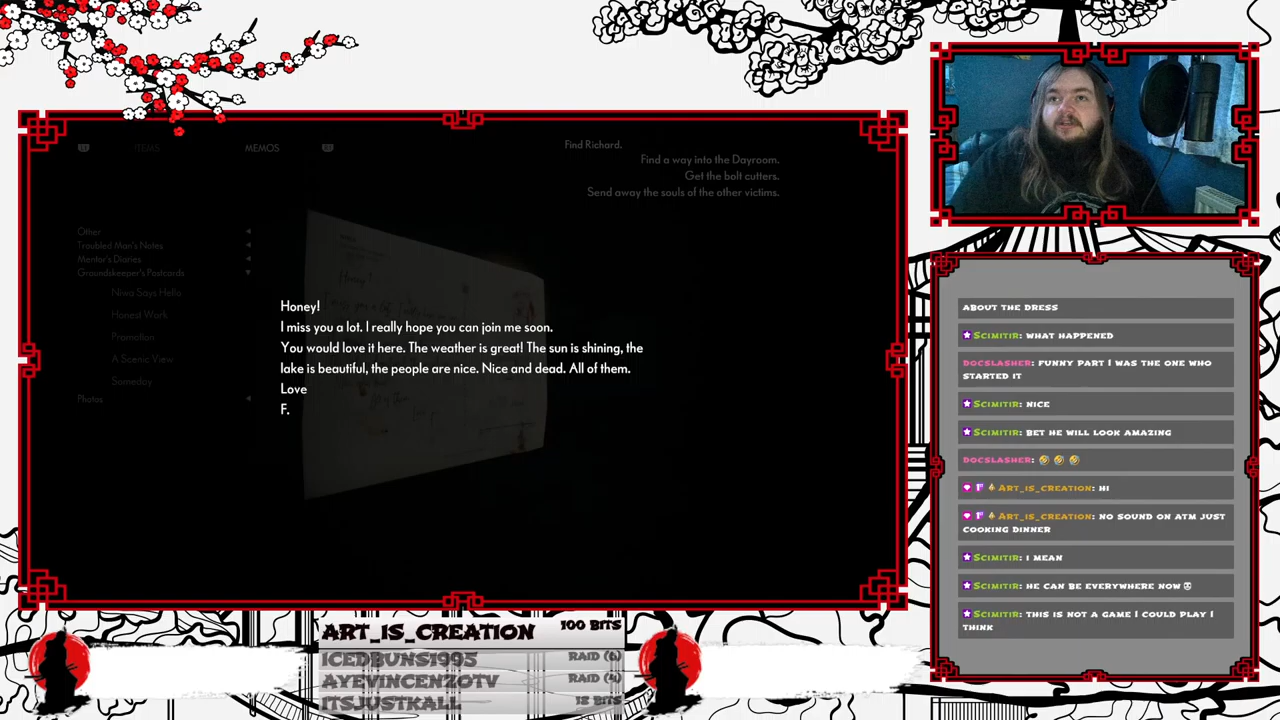 ITEMS
MEMOS
Find Richard.
Find a way into the Dayroom.
Get the bolt cutters.
Send away the souls of the other victims.
Other
Troubled Man's Notes
Mentor's Diaries
Groundskeeper's Postcards
Niwa Says Hello
Honest Work
Promotion
A Scenic View
Someday
Photos
Honey!
I miss you a lot. I really hope you can join me soon.
You would love it here. The weather is great! The sun is shining, the
lake is beautiful, the people are nice. Nice and dead. All of them.
Love
F.
ABOUT THE DRESS
SCIMITIR: WHAT HAPPENED
DOCSLASHER: FUNNY PART I WAS THE ONE WHO
STARTED IT
SCIMITIR: NICE
SCIMITIR: BET HE WILL LOOK AMAZING
DOCSLASHER: 🤣 🤣 🤣
ART_IS_CREATION: HI
ART_IS_CREATION: NO SOUND ON ATM JUST
COOKING DINNER
SCIMITIR: I MEAN
SCIMITIR: HE CAN BE EVERYWHERE NOW💀
SCIMITIR: THIS IS NOT A GAME I COULD PLAY I
THINK
ART_IS_CREATION 100 BITS
ICEDBUNS1995 RAID (6)
AYEVINCENZOTV RAID (4)
ITSJUSTKALL 18 BITS